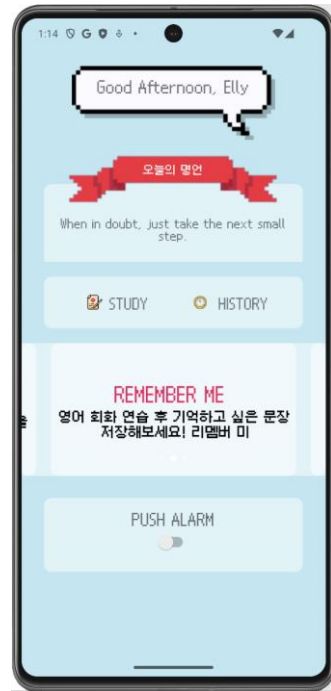 1:14
Good Afternoon, Elly
오늘의 명언
When in doubt, just take the next small
step.
STUDY
HISTORY
REMEMBER ME
영어 회화 연습 후 기억하고 싶은 문장
저장해보세요! 리멤버 미
PUSH ALARM